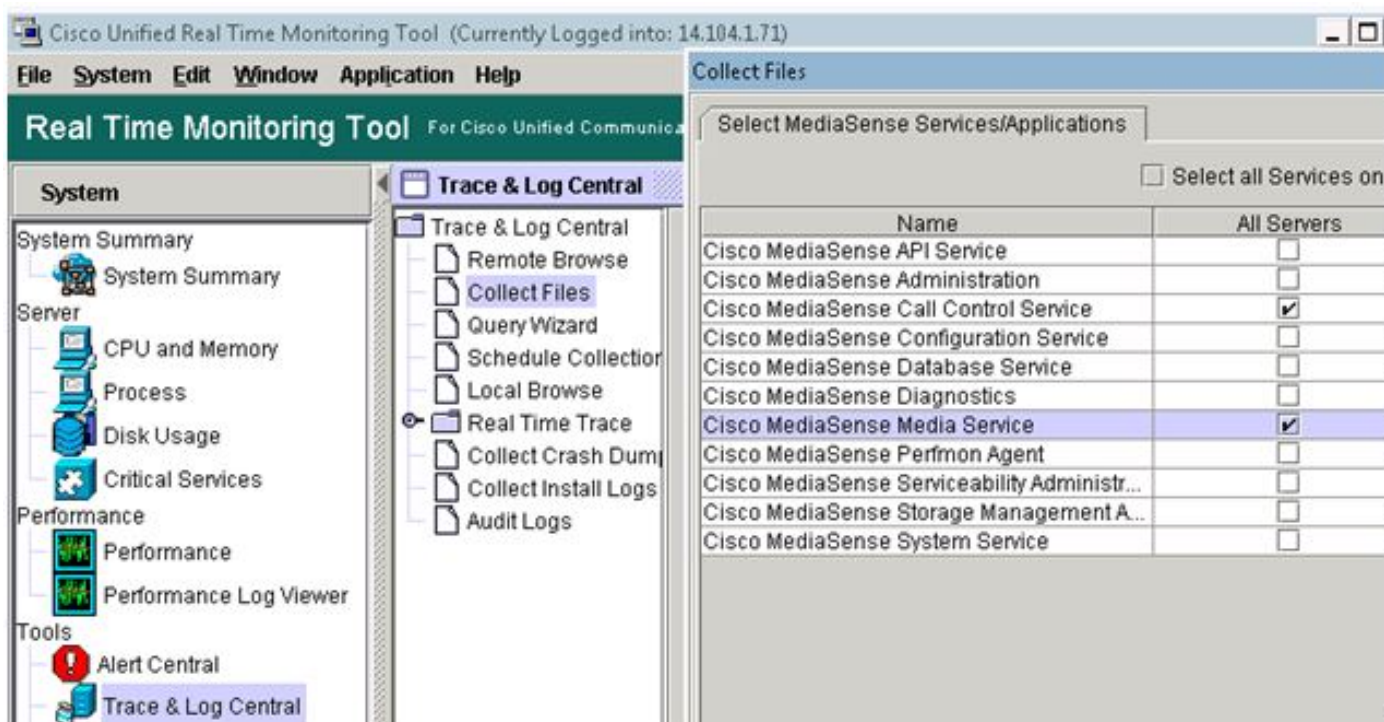 Cisco Unified Real Time Monitoring Tool (Currently Logged into: 14.104.1.71)
File System Edit Window Application Help
Real Time Monitoring Tool For Cisco Unified Communica
System
System Summary
System Summary
Server
CPU and Memory
Process
Disk Usage
Critical Services
Performance
Performance
Performance Log Viewer
Tools
Alert Central
Trace & Log Central
Trace & Log Central
Trace & Log Central
Remote Browse
Collect Files
Query Wizard
Schedule Collection
Local Browse
Real Time Trace
Collect Crash Dump
Collect Install Logs
Audit Logs
Collect Files
Select MediaSense Services/Applications
Select all Services on
Name All Servers
Cisco MediaSense API Service
Cisco MediaSense Administration
Cisco MediaSense Call Control Service
Cisco MediaSense Configuration Service
Cisco MediaSense Database Service
Cisco MediaSense Diagnostics
Cisco MediaSense Media Service
Cisco MediaSense Perfmon Agent
Cisco MediaSense Serviceability Administr...
Cisco MediaSense Storage Management A...
Cisco MediaSense System Service